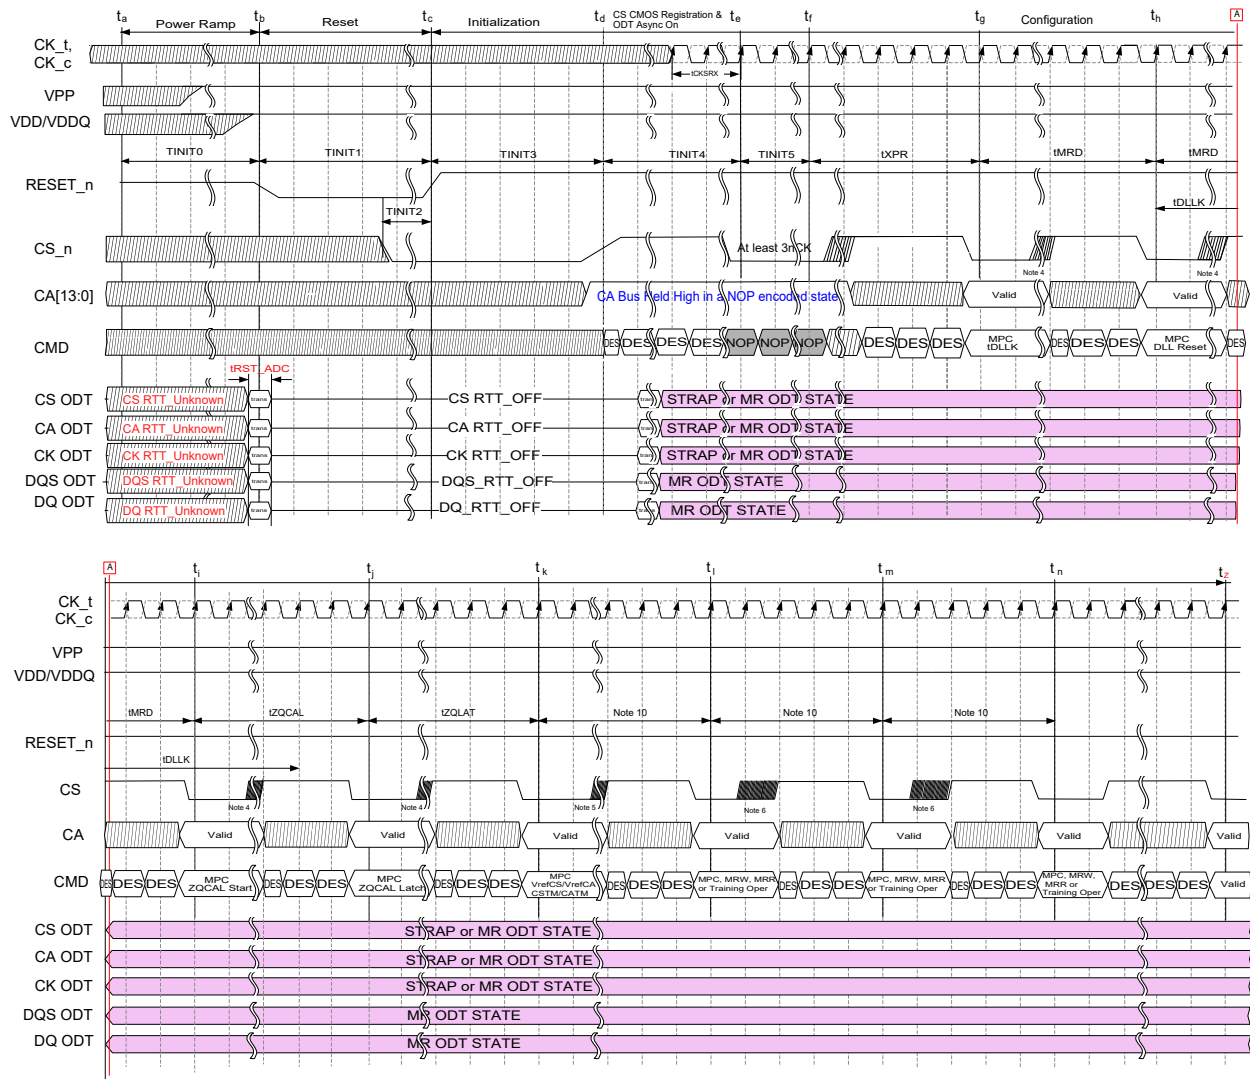 ta Power Ramp tb Reset tc Initialization td CS CMOS Registration & ODT Async On te tf tg Configuration th A
CK_t,
CK_c
tCKSRX
VPP
VDD/VDDQ
TINIT0 TINIT1 TINIT3 TINIT4 TINIT5 tXPR tMRD tMRD
RESET_n
tDLLK
TINIT2
CS_n
At least 3nCK
Note 4 Note 4
CA[13:0] CA Bus Held High in a NOP encoded state Valid Valid
CMD DES DES DES DES NOP NOP NOP DES DES DES MPC tDLLK DES DES DES MPC DLL Reset DES
tRST_ADC
CS ODT CS RTT_Unknown trans CS RTT_OFF trans STRAP or MR ODT STATE
CA ODT CA RTT_Unknown trans CA RTT_OFF trans STRAP or MR ODT STATE
CK ODT CK RTT_Unknown trans CK RTT_OFF trans STRAP or MR ODT STATE
DQS ODT DQS RTT_Unknown trans DQS_RTT_OFF trans MR ODT STATE
DQ ODT DQ RTT_Unknown trans DQ_RTT_OFF trans MR ODT STATE
A ti tj tk tl tm tn tz
CK_t
CK_c
VPP
VDD/VDDQ
tMRD tZQCAL tZQLAT Note 10 Note 10 Note 10
RESET_n
tDLLK
CS
Note 4 Note 4 Note 5 Note 6 Note 6
CA Valid Valid Valid Valid Valid Valid Valid
CMD DES DES DES MPC ZQCAL Start DES DES DES MPC ZQCAL Latch DES DES DES MPC VrefCS/VrefCA CSTM/CATM DES DES DES MPC, MRW, MRR or Training Oper DES DES DES MPC, MRW, MRR or Training Oper DES DES DES MPC, MRW, MRR or Training Oper DES DES DES Valid
CS ODT STRAP or MR ODT STATE
CA ODT STRAP or MR ODT STATE
CK ODT STRAP or MR ODT STATE
DQS ODT MR ODT STATE
DQ ODT MR ODT STATE